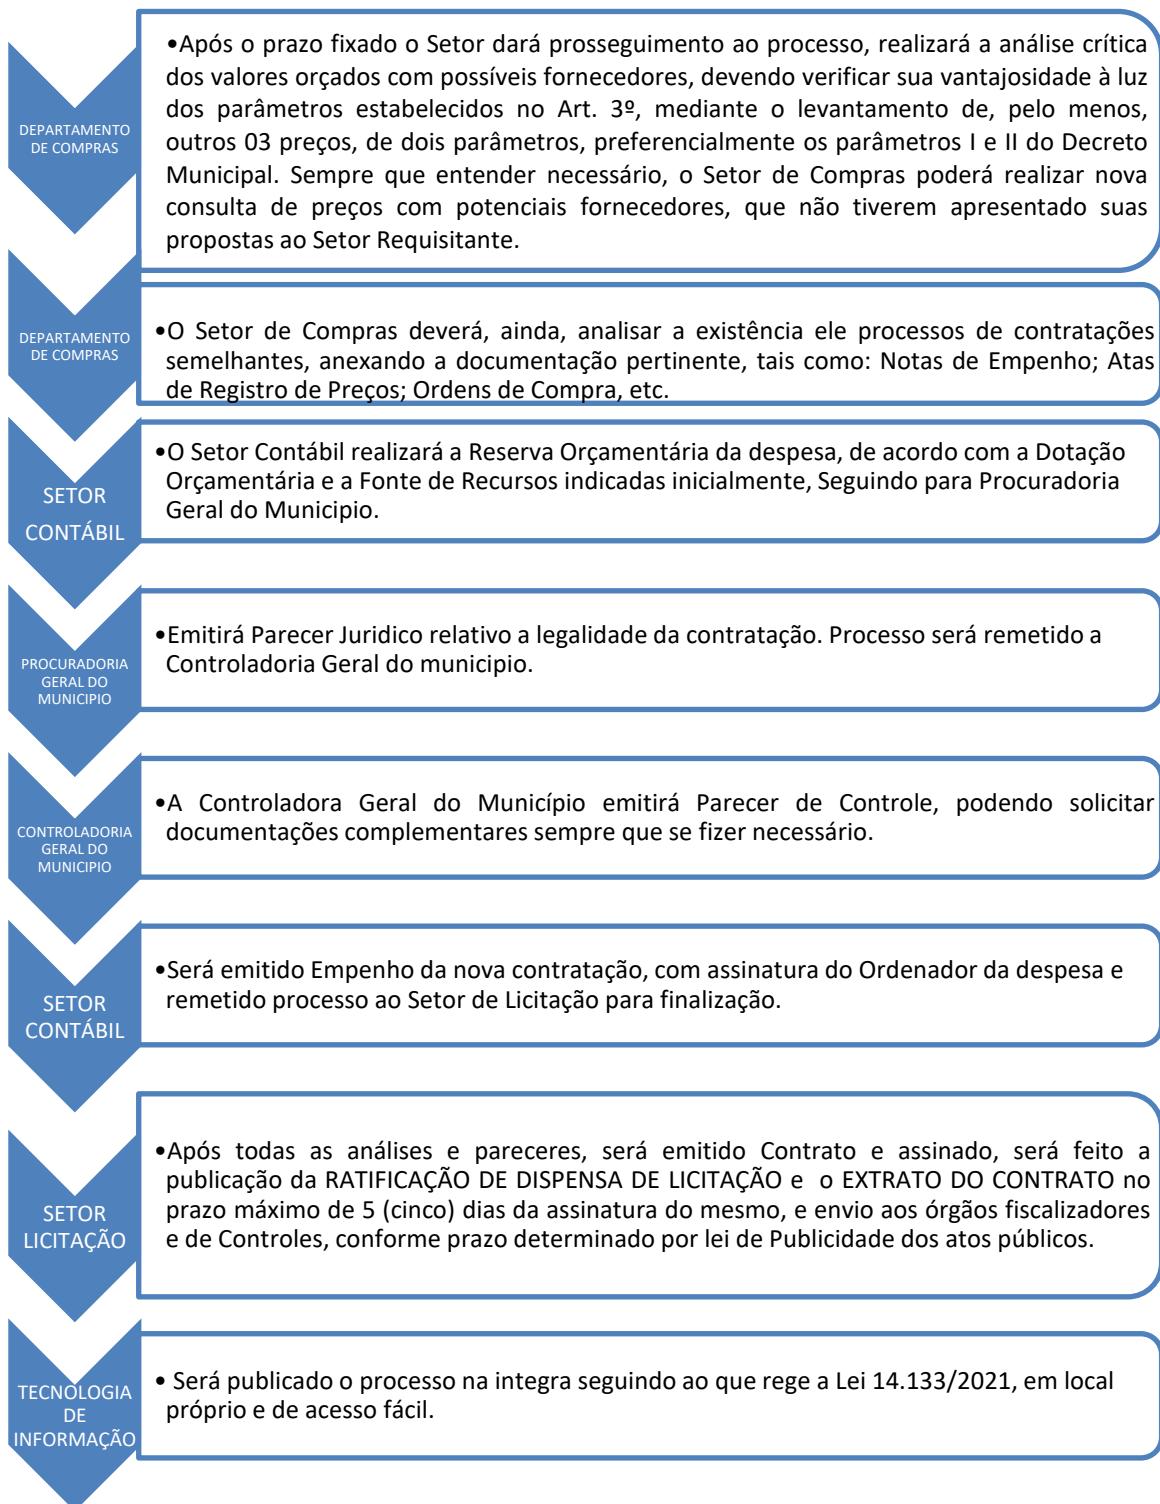 DEPARTAMENTO
DE COMPRAS
•Após o prazo fixado o Setor dará prosseguimento ao processo, realizará a análise crítica
dos valores orçados com possíveis fornecedores, devendo verificar sua vantajosidade à luz
dos parâmetros estabelecidos no Art. 3º, mediante o levantamento de, pelo menos,
outros 03 preços, de dois parâmetros, preferencialmente os parâmetros I e II do Decreto
Municipal. Sempre que entender necessário, o Setor de Compras poderá realizar nova
consulta de preços com potenciais fornecedores, que não tiverem apresentado suas
propostas ao Setor Requisitante.
DEPARTAMENTO
DE COMPRAS
•O Setor de Compras deverá, ainda, analisar a existência ele processos de contratações
semelhantes, anexando a documentação pertinente, tais como: Notas de Empenho; Atas
de Registro de Preços; Ordens de Compra, etc.
SETOR
CONTÁBIL
•O Setor Contábil realizará a Reserva Orçamentária da despesa, de acordo com a Dotação
Orçamentária e a Fonte de Recursos indicadas inicialmente, Seguindo para Procuradoria
Geral do Municipio.
PROCURADORIA
GERAL DO
MUNICIPIO
•Emitirá Parecer Juridico relativo a legalidade da contratação. Processo será remetido a
Controladoria Geral do municipio.
CONTROLADORIA
GERAL DO
MUNICIPIO
•A Controladora Geral do Município emitirá Parecer de Controle, podendo solicitar
documentações complementares sempre que se fizer necessário.
SETOR
CONTÁBIL
•Será emitido Empenho da nova contratação, com assinatura do Ordenador da despesa e
remetido processo ao Setor de Licitação para finalização.
SETOR
LICITAÇÃO
•Após todas as análises e pareceres, será emitido Contrato e assinado, será feito a
publicação da RATIFICAÇÃO DE DISPENSA DE LICITAÇÃO e o EXTRATO DO CONTRATO no
prazo máximo de 5 (cinco) dias da assinatura do mesmo, e envio aos órgãos fiscalizadores
e de Controles, conforme prazo determinado por lei de Publicidade dos atos públicos.
TECNOLOGIA
DE
INFORMAÇÃO
• Será publicado o processo na integra seguindo ao que rege a Lei 14.133/2021, em local
próprio e de acesso fácil.